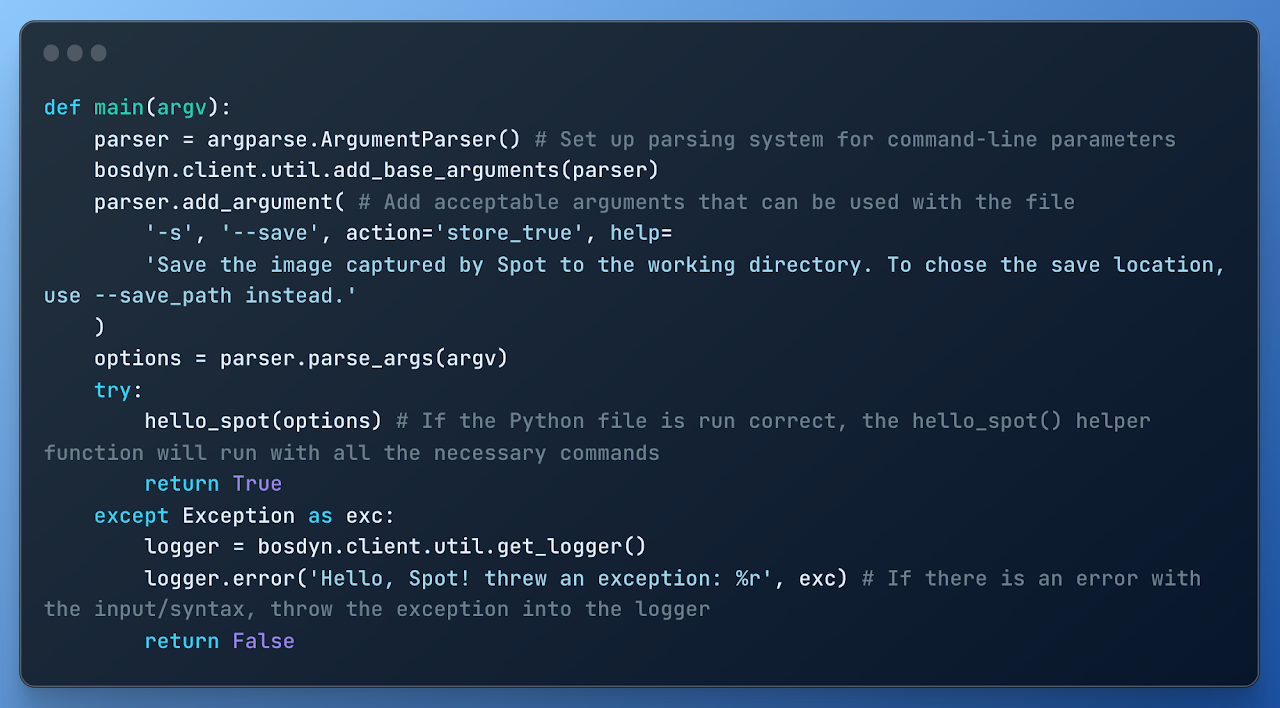 def main(argv):
    parser = argparse.ArgumentParser() # Set up parsing system for command-line parameters
    bosdyn.client.util.add_base_arguments(parser)
    parser.add_argument( # Add acceptable arguments that can be used with the file
        '-s', '--save', action='store_true', help=
        'Save the image captured by Spot to the working directory. To chose the save location,
use --save_path instead.'
    )
    options = parser.parse_args(argv)
    try:
        hello_spot(options) # If the Python file is run correct, the hello_spot() helper
function will run with all the necessary commands
        return True
    except Exception as exc:
        logger = bosdyn.client.util.get_logger()
        logger.error('Hello, Spot! threw an exception: %r', exc) # If there is an error with
the input/syntax, throw the exception into the logger
        return False